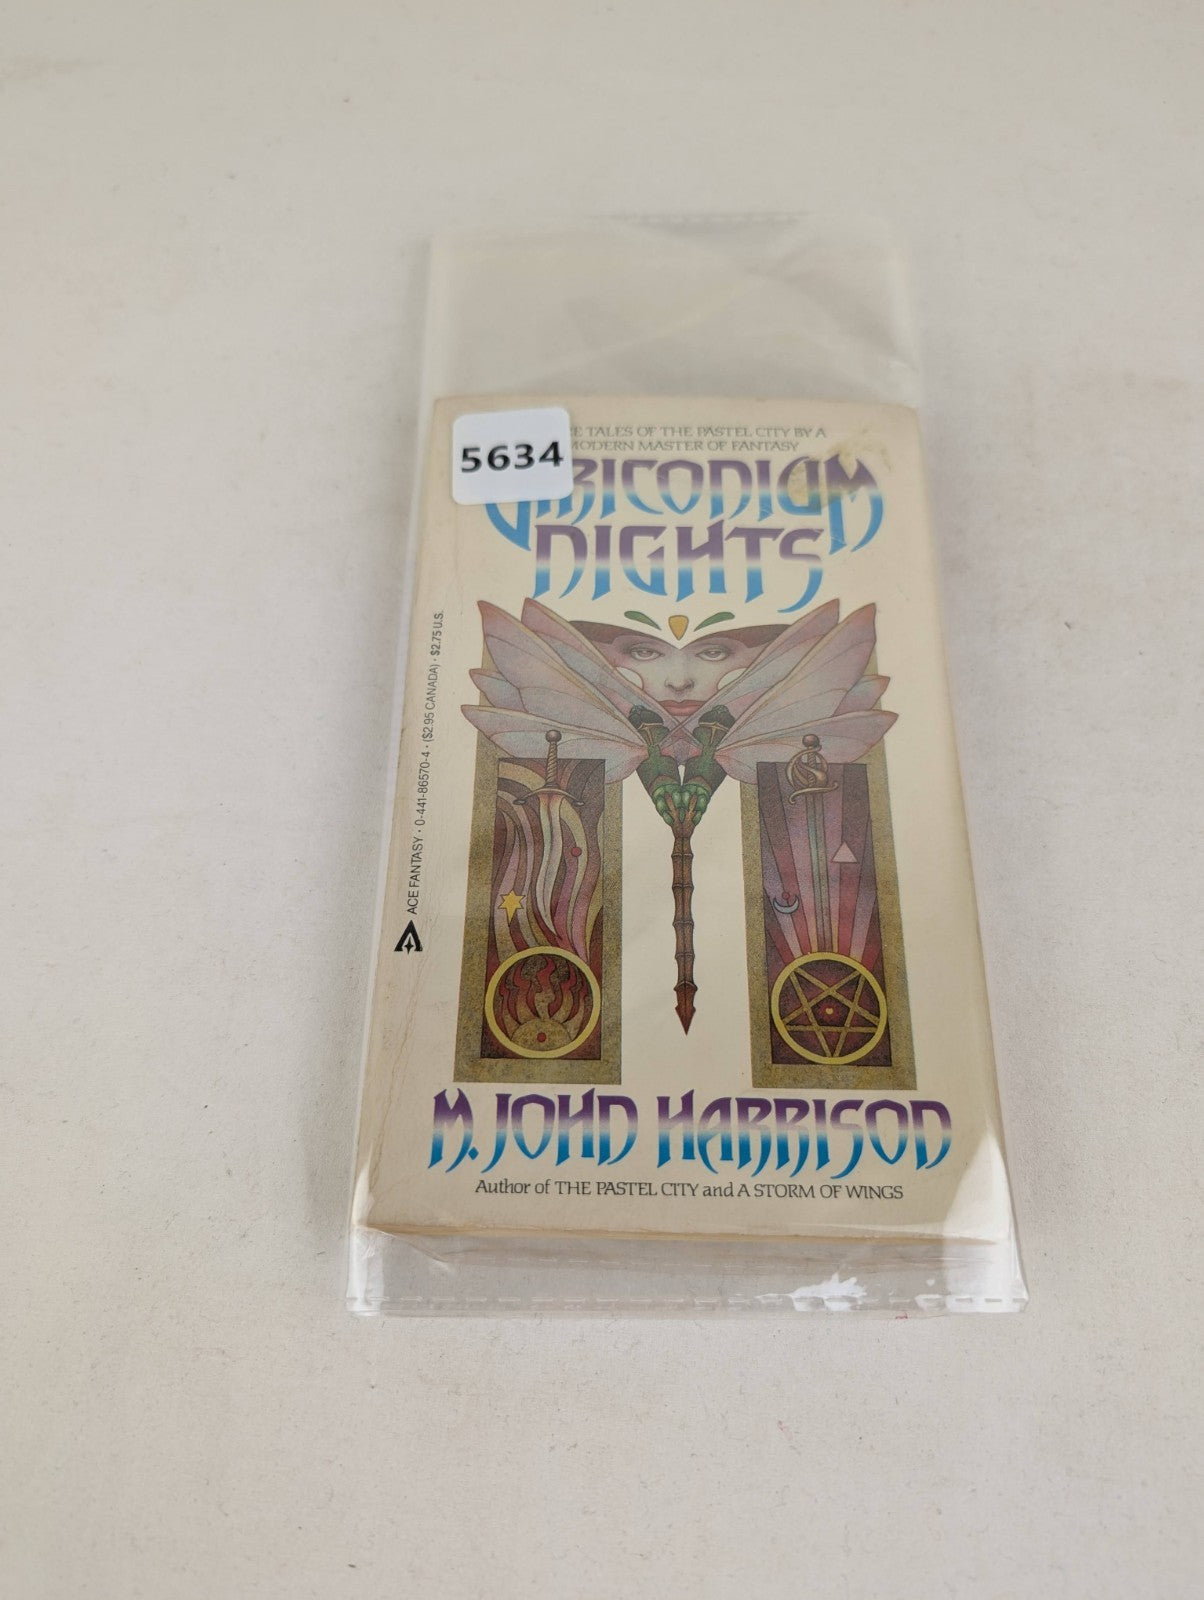 5634
TALES OF THE PASTEL CITY BY A
MODERN MASTER OF FANTASY
VIRICONIUM
NIGHTS
ACE FANTASY • 0-441-86570-4 • ($2.95 CANADA) • $2.75 U.S.
M. JOHN HARRISON
Author of THE PASTEL CITY and A STORM OF WINGS